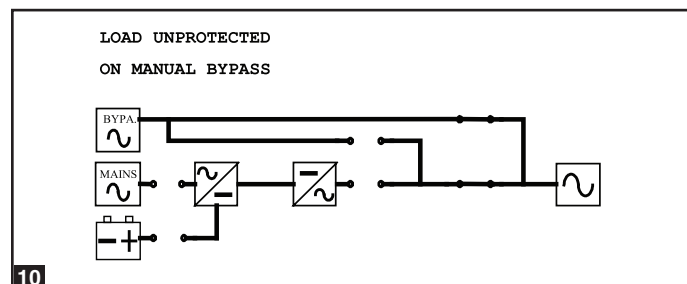 LOAD UNPROTECTED
ON MANUAL BYPASS
BYPA.
MAINS
10